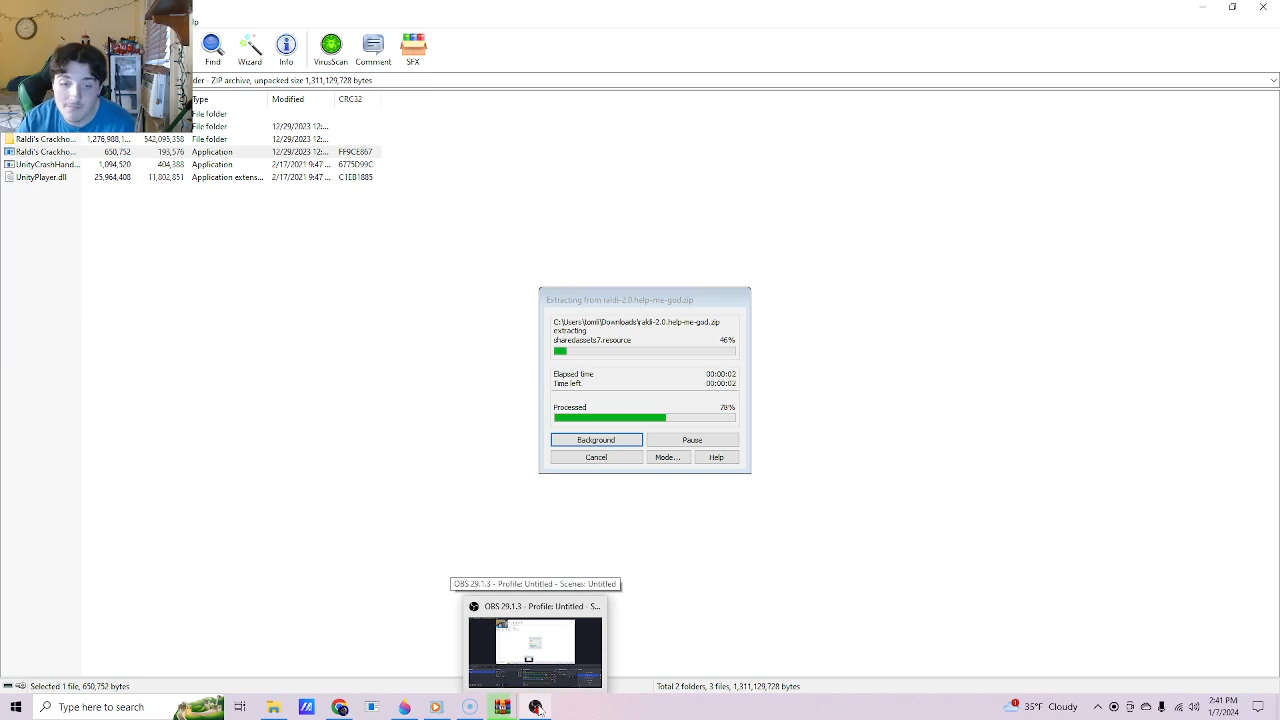 lp
Find Wizard Info VirusScan Comment SFX
der - ZIP archive, unpacked size 1,311,129,728 bytes
Type Modified CRC32
File folder
File folder 12/29/2023 12:...
Raldi's Crackho... 1,276,988,1... 542,095,358 File folder 12/29/2023 12:...
Raldi's Crackho... 650,752 193,576 Application 12/29/2023 12:... FF9CE867
UnityCrashHand... 1,094,520 404,388 Application 2/17/2021 9:47 ... 6775D99C
UnityPlayer.dll 25,964,408 11,802,851 Application extens... 2/17/2021 9:47 ... C1EB1885
Extracting from raldi-2.0.help-me-god.zip
C:\Users\tomli\Downloads\raldi-2.0.help-me-god.zip
extracting
sharedassets7.resource 46%
Elapsed time 00:00:02
Time left 00:00:02
Processed 78%
Background Pause
Cancel Mode... Help
OBS 29.1.3 - Profile: Untitled - Scenes: Untitled
OBS 29.1.3 - Profile: Untitled - S...
Selected 1 file, 650,752 bytes Total 2 folders, 3 files, 1,311,129,728 bytes
Type here to search 35°F Cloudy 2:41 PM
1/7/2024